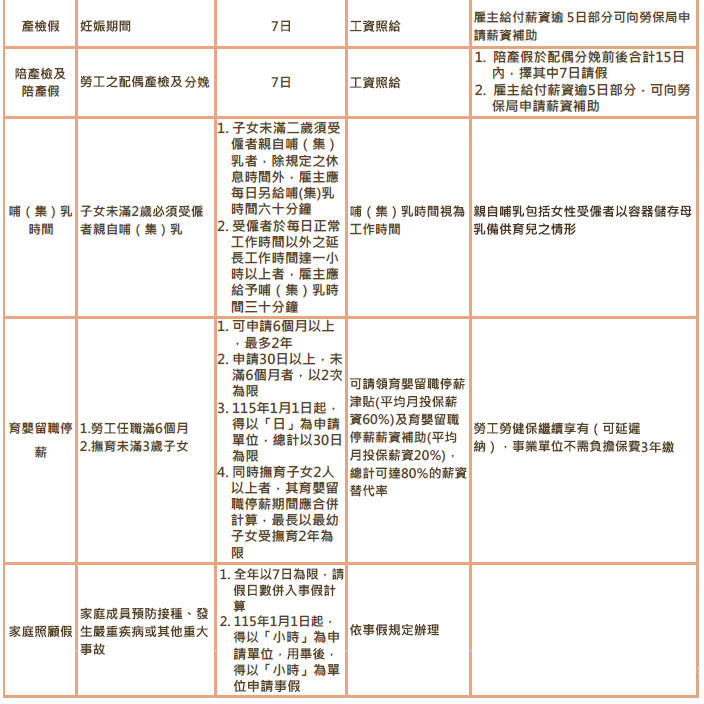 產檢假
妊娠期間
7日
工資照給
雇主給付薪資逾 5日部分可向勞保局申
請薪資補助
陪產檢及
陪產假
勞工之配偶產檢及分娩
7日
工資照給
1. 陪產假於配偶分娩前後合計15日
內，擇其中7日請假
2. 雇主給付薪資逾5日部分，可向勞
保局申請薪資補助
哺（集）乳
時間
子女未滿2歲必須受僱
者親自哺（集）乳
1. 子女未滿二歲須受
僱者親自哺（集）
乳者，除規定之休
息時間外，雇主應
每日另給哺(集)乳
時間六十分鐘
2. 受僱者於每日正常
工作時間以外之延
長工作時間達一小
時以上者，雇主應
給予哺（集）乳時
間三十分鐘
哺（集）乳時間視為
工作時間
親自哺乳包括女性受僱者以容器儲存母
乳備供育兒之情形
育嬰留職停
薪
1.勞工任職滿6個月
2.撫育未滿3歲子女
1. 可申請6個月以上
，最多2年
2. 申請30日以上，未
滿6個月者，以2次
為限
3. 115年1月1日起，
得以「日」為申請
單位，總計以30日
為限
4. 同時撫育子女2人
以上者，其育嬰留
職停薪期間應合併
計算，最長以最幼
子女受撫育2年為
限
可請領育嬰留職停薪
津貼(平均月投保薪
資60%)及育嬰留職
停薪薪資補助(平均
月投保薪資20%)，
總計可達80%的薪資
替代率
勞工勞健保繼續享有（可延遲
納），事業單位不需負擔保費3年繳
家庭照顧假
家庭成員預防接種、發
生嚴重疾病或其他重大
事故
1. 全年以7日為限，請
假日數併入事假計
算
2. 115年1月1日起，
得以「小時」為申
請單位，用畢後，
得以「小時」為單
位申請事假
依事假規定辦理